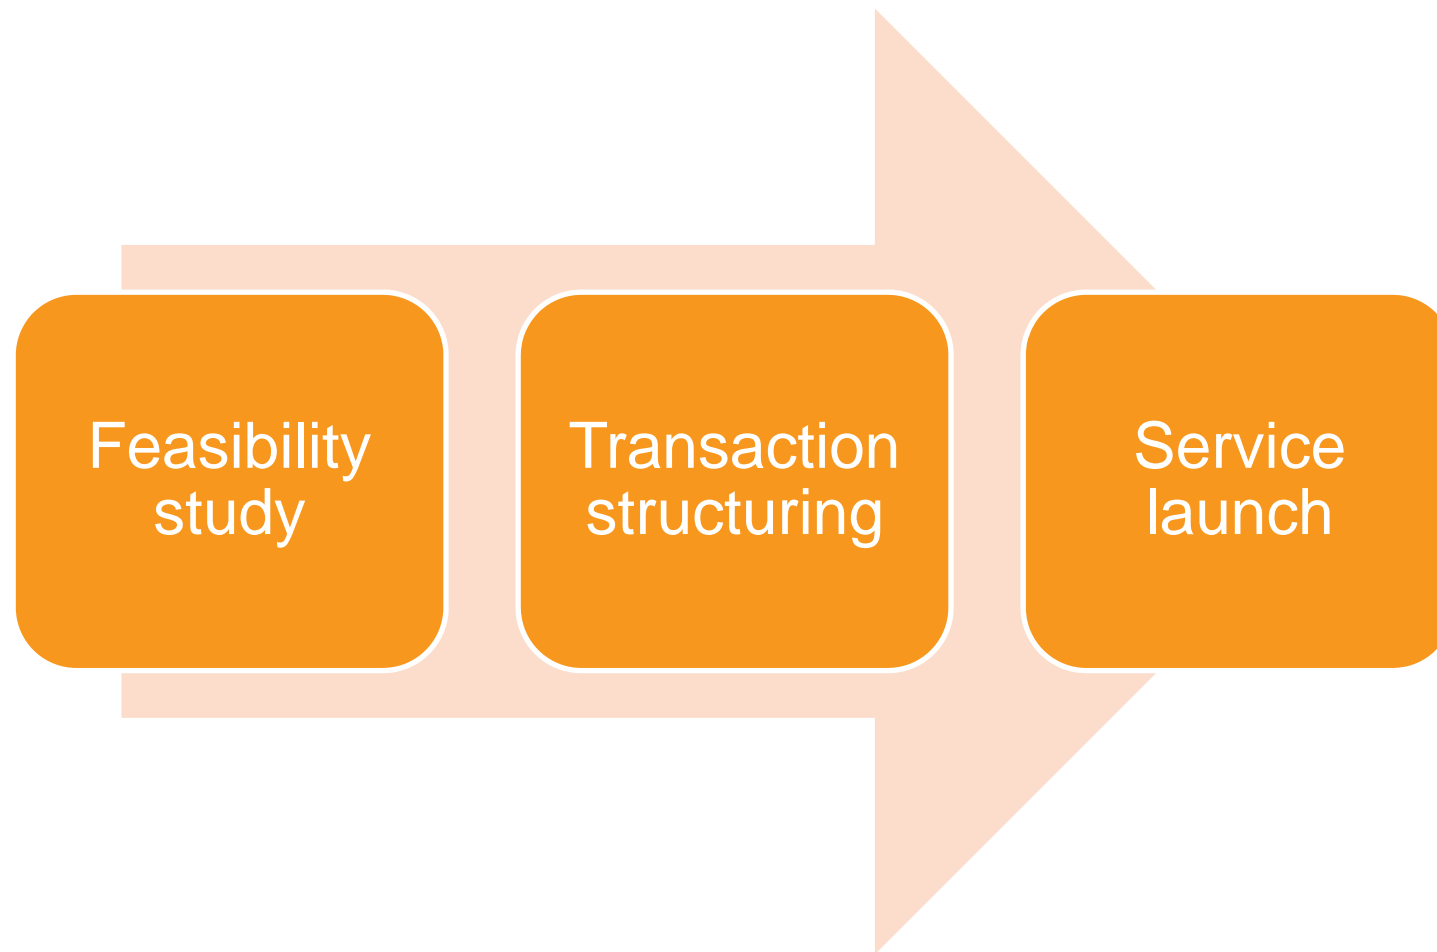 Feasibility
study
Transaction
structuring
Service
launch